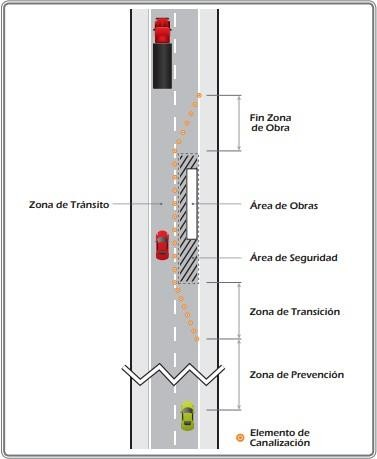 Fin Zona
de Obra
Zona de Tránsito
Área de Obras
Área de Seguridad
Zona de Transición
Zona de Prevención
Elemento de
Canalización